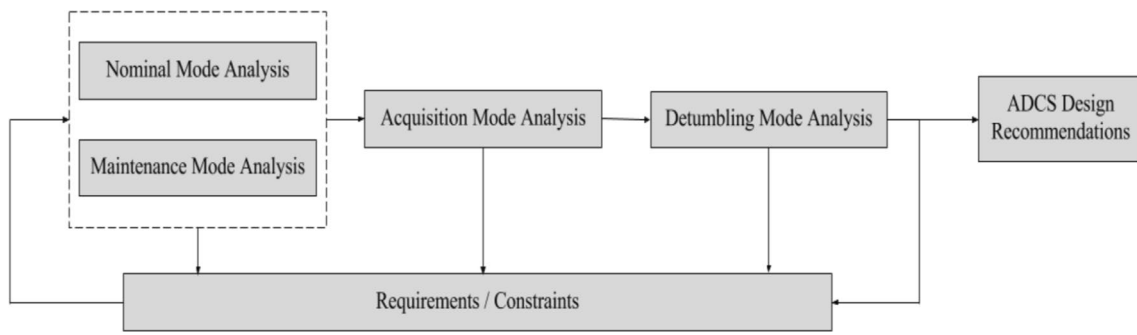 Nominal Mode Analysis
Maintenance Mode Analysis
Acquisition Mode Analysis
Detumbling Mode Analysis
ADCS Design
Recommendations
Requirements / Constraints